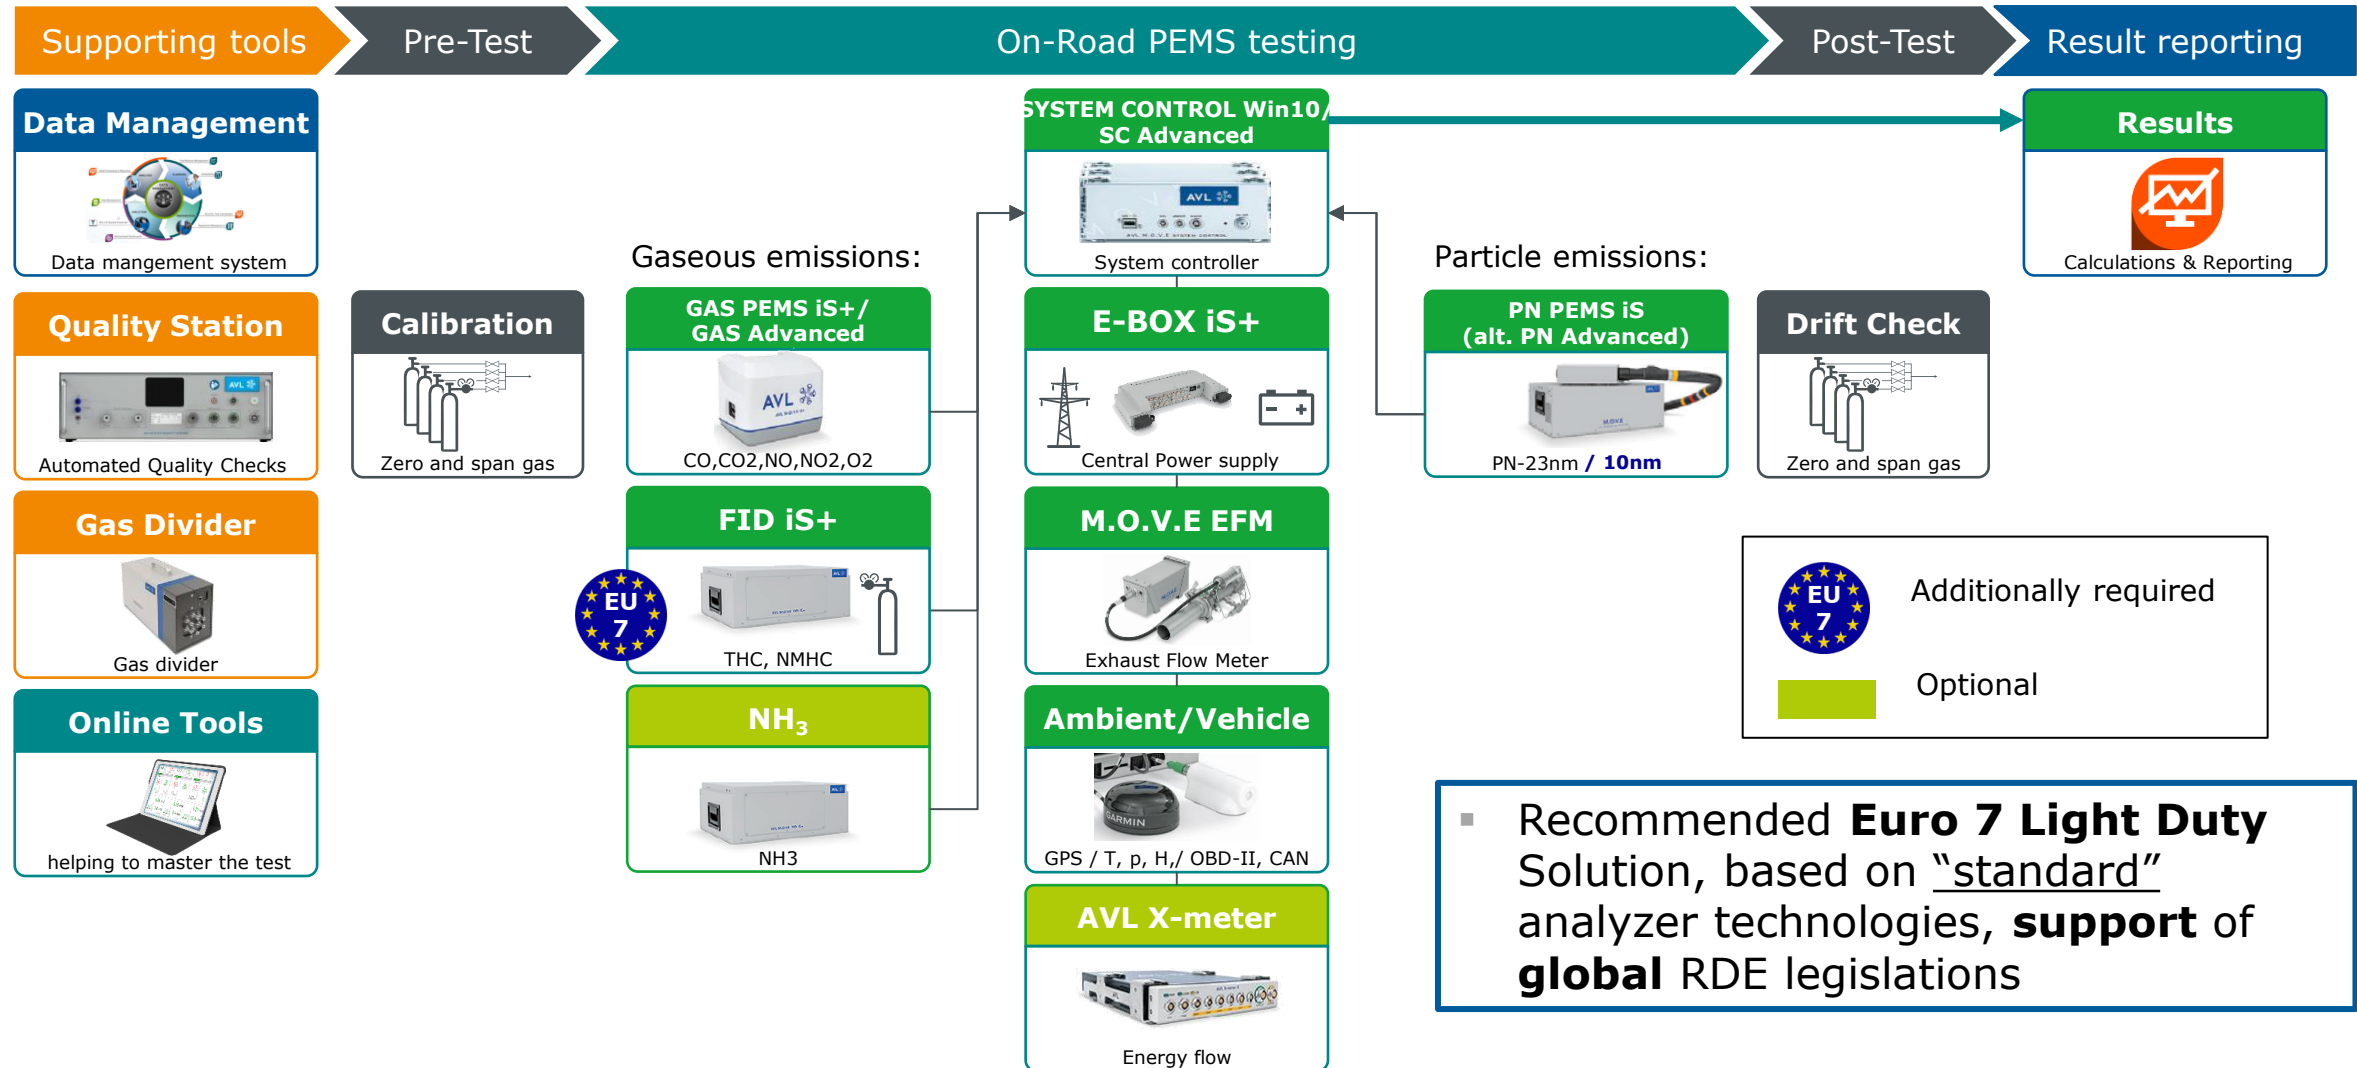 Supporting tools
Pre-Test
On-Road PEMS testing
Post-Test
Result reporting
Data Management
Data mangement system
Quality Station
AVL
Automated Quality Checks
Gas Divider
Gas divider
Online Tools
helping to master the test
Calibration
Zero and span gas
Gaseous emissions:
GAS PEMS iS+/
GAS Advanced
AVL
CO,CO2,NO,NO2,O2
FID iS+
EU
7
THC, NMHC
NH₃
NH3
SYSTEM CONTROL Win10/
SC Advanced
AVL
AVL M.O.V.E SYSTEM CONTROL
System controller
E-BOX iS+
Central Power supply
M.O.V.E EFM
Exhaust Flow Meter
Ambient/Vehicle
GARMIN
GPS / T, p, H,/ OBD-II, CAN
AVL X-meter
Energy flow
Particle emissions:
PN PEMS iS
(alt. PN Advanced)
M.O.V.E
PN-23nm / 10nm
Drift Check
Zero and span gas
Results
Calculations & Reporting
EU
7
Additionally required
Optional
▪ Recommended Euro 7 Light Duty
Solution, based on “standard”
analyzer technologies, support of
global RDE legislations